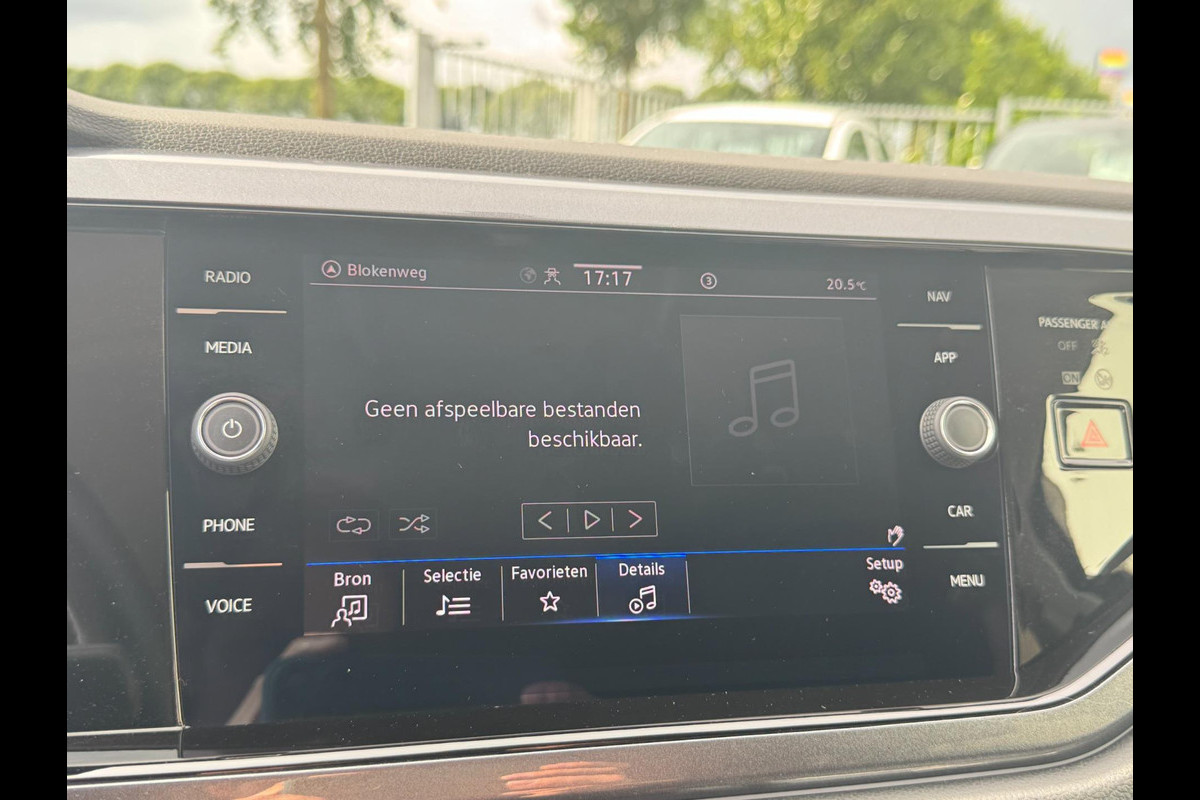 RADIO
MEDIA
PHONE
VOICE
Blokenweg
17:17
3
20.5°C
Geen afspeelbare bestanden
beschikbaar.
Bron
Selectie
Favorieten
Details
Setup
NAV
APP
CAR
MENU
PASSENGER
OFF
ON